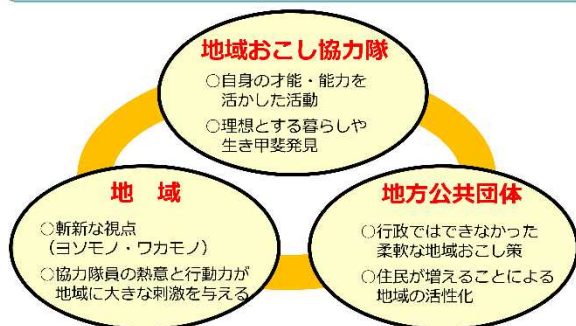 地域おこし協力隊
○自身の才能・能力を
活かした活動
○理想とする暮らしや
生き甲斐発見
地 域
○斬新な視点
(ヨソモノ・ワカモノ)
○協力隊員の熱意と行動力が
地域に大きな刺激を与える
地方公共団体
○行政ではできなかった
柔軟な地域おこし策
○住民が増えることによる
地域の活性化